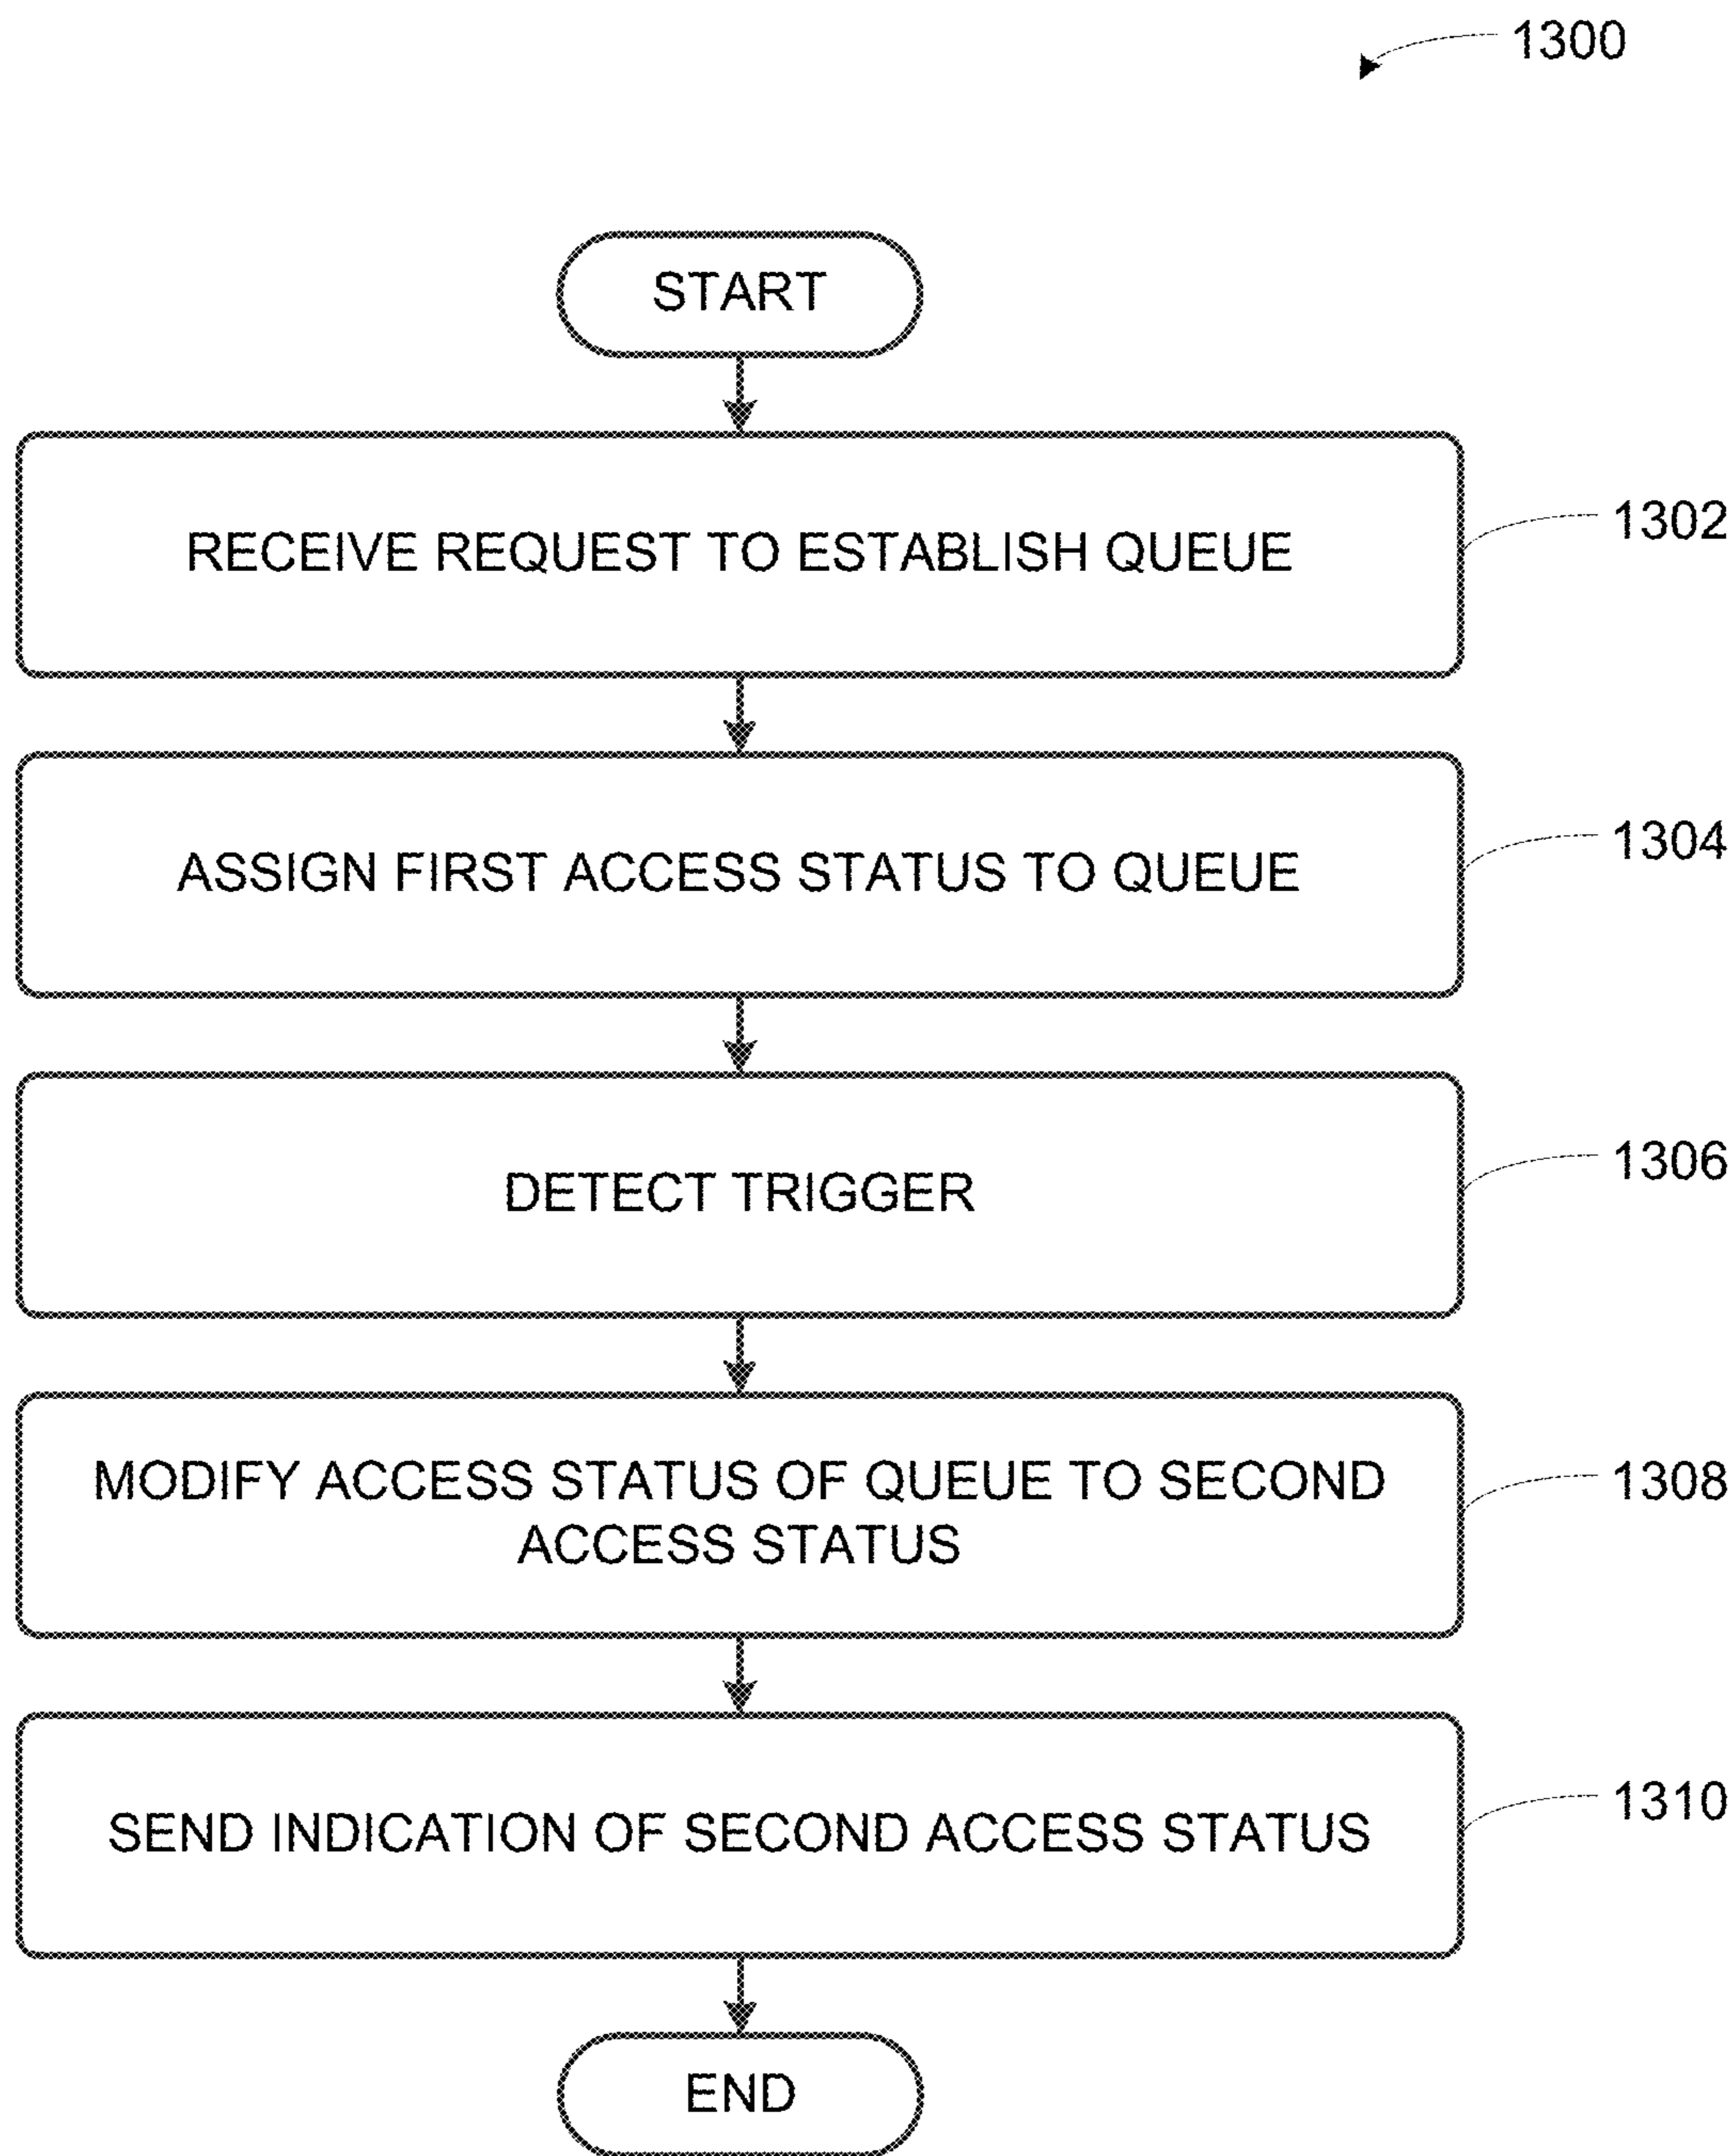 1300
START
RECEIVE REQUEST TO ESTABLISH QUEUE
1302
ASSIGN FIRST ACCESS STATUS TO QUEUE
1304
DETECT TRIGGER
1306
MODIFY ACCESS STATUS OF QUEUE TO SECOND
ACCESS STATUS
1308
SEND INDICATION OF SECOND ACCESS STATUS
1310
END